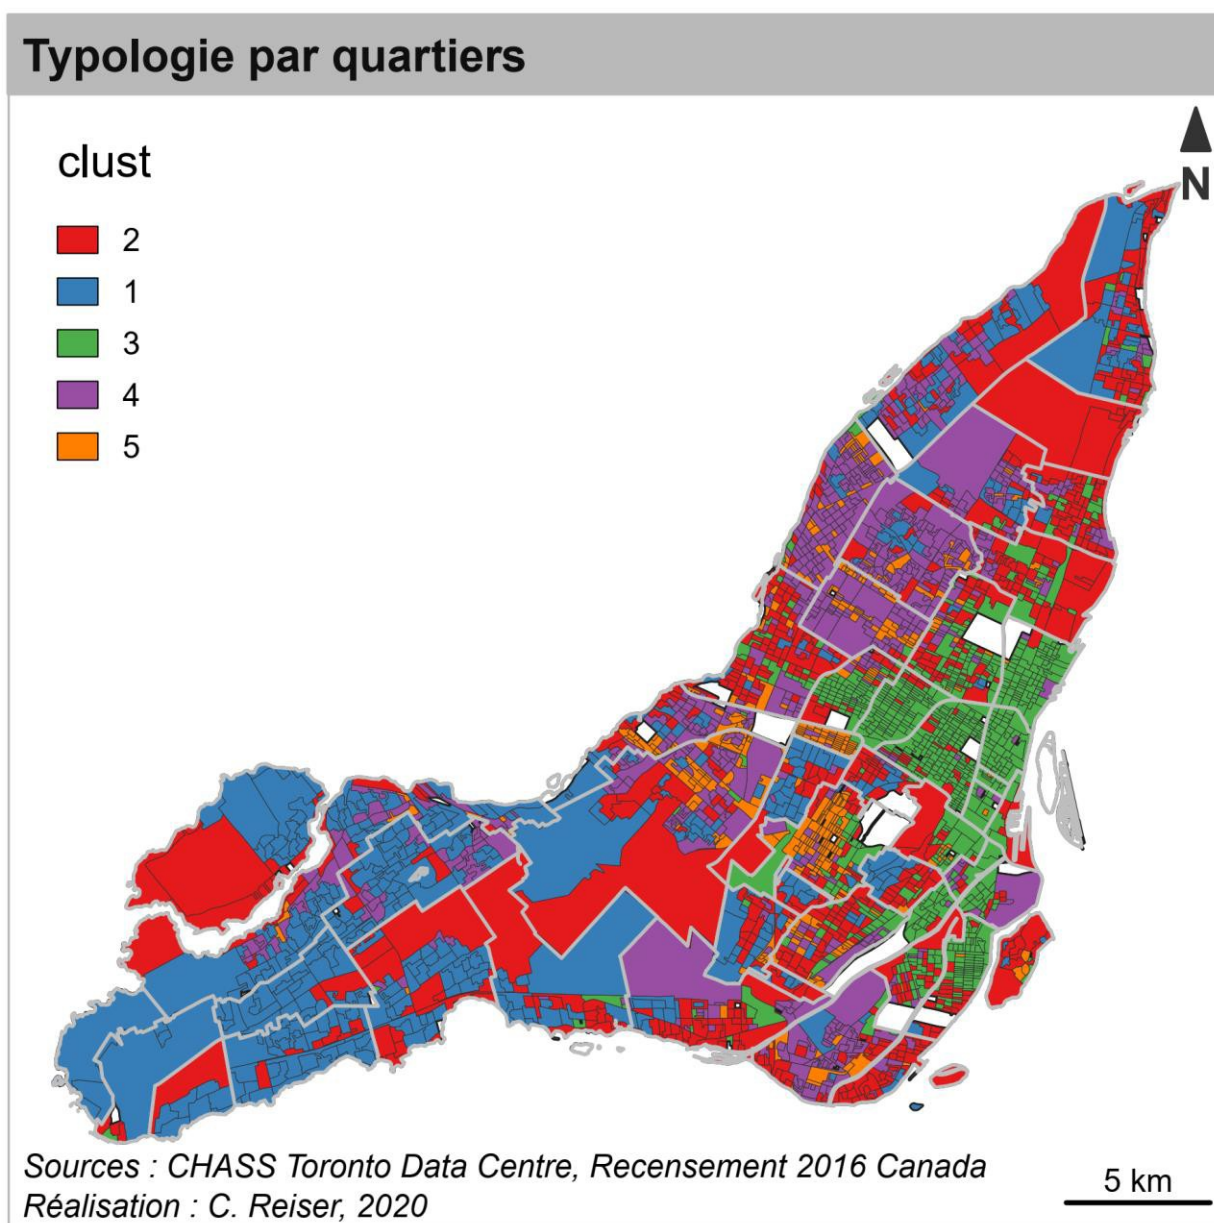 Typologie par quartiers
N
clust
2
1
3
4
5
Sources : CHASS Toronto Data Centre, Recensement 2016 Canada
Réalisation : C. Reiser, 2020
5 km